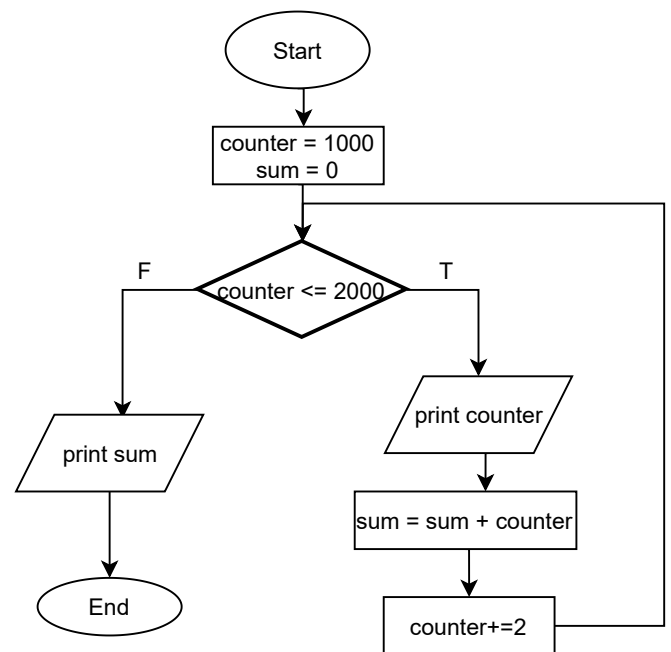 Start
counter = 1000
sum = 0
F
T
counter <= 2000
print counter
print sum
sum = sum + counter
End
counter+=2